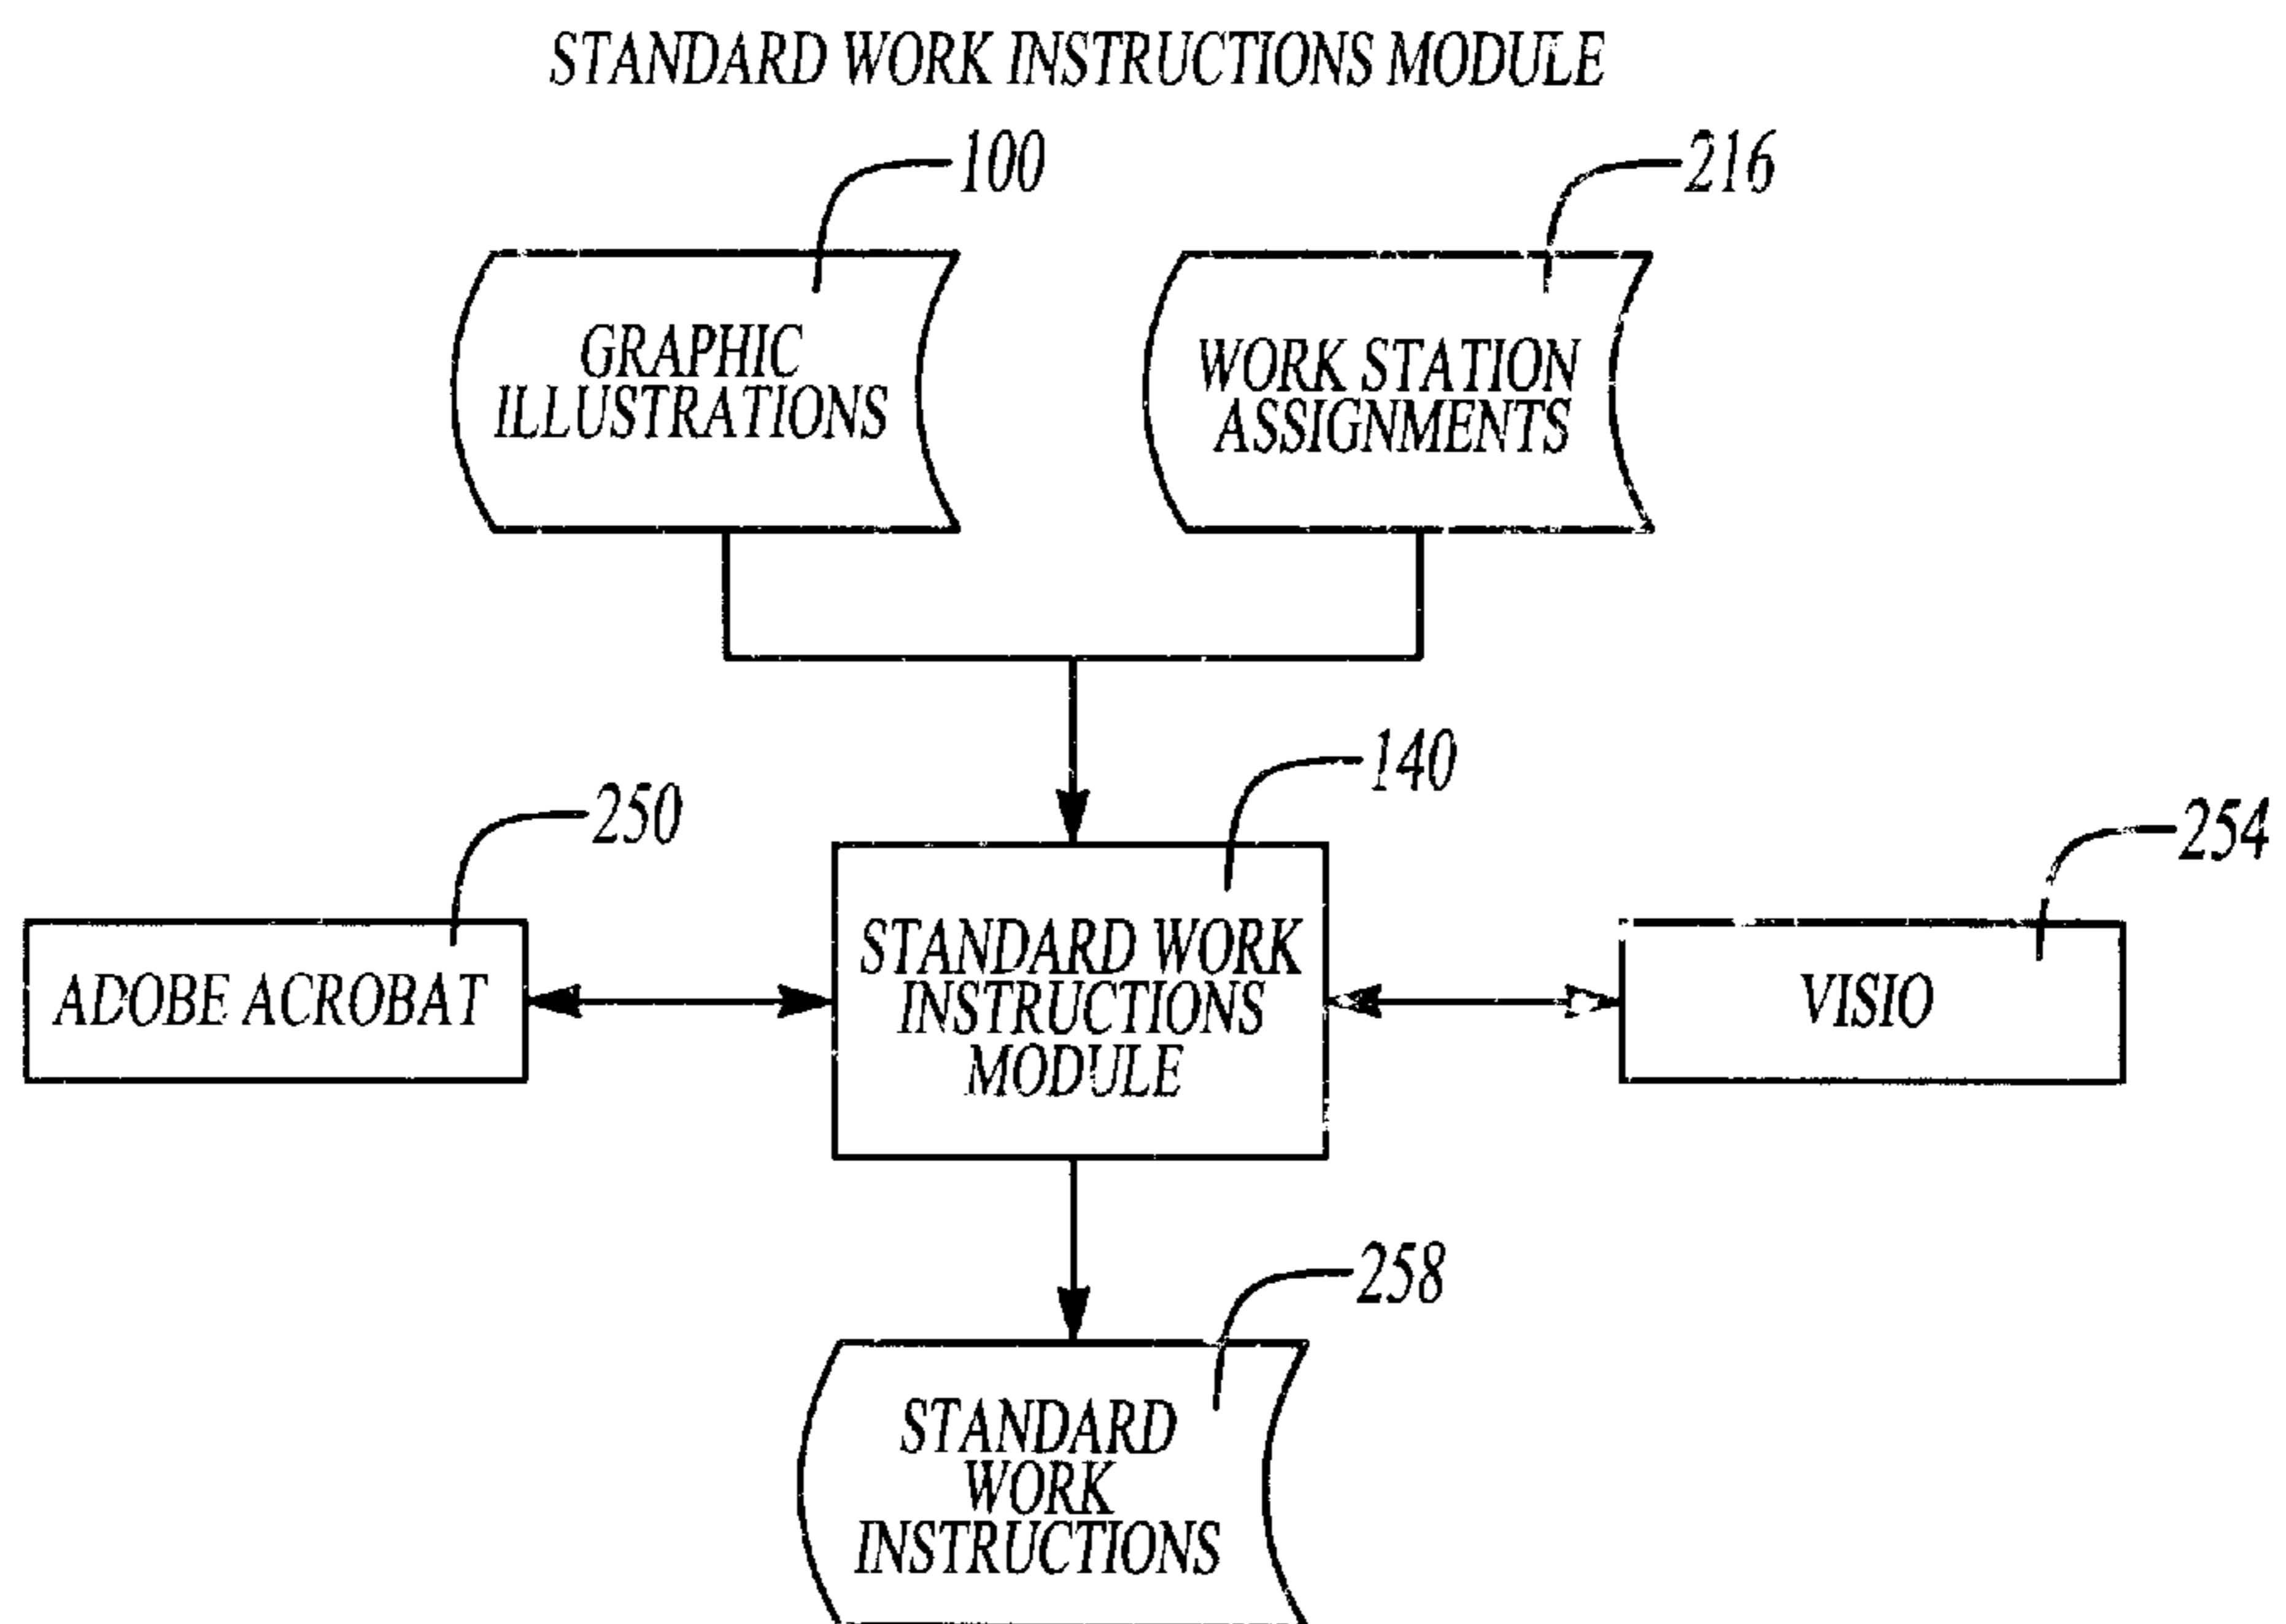 STANDARD WORK INSTRUCTIONS MODULE
100
216
GRAPHIC
ILLUSTRATIONS
WORK STATION
ASSIGNMENTS
140
250
254
ADOBE ACROBAT
STANDARD WORK
INSTRUCTIONS
MODULE
VISIO
258
STANDARD
WORK
INSTRUCTIONS